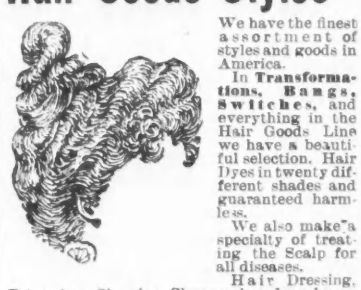 We have the finest
assortment of
styles and goods in
America.
In Transforma-
tions, Bangs,
Switches, and
everything in the
Hair Goods Line
we have a beauti-
ful selection. Hair
Dyes in twenty dif-
ferent shades and
guaranteed harm-
less.
We also make a
specialty of treat-
ing the Scalp for
all diseases.
Hair Dressing,